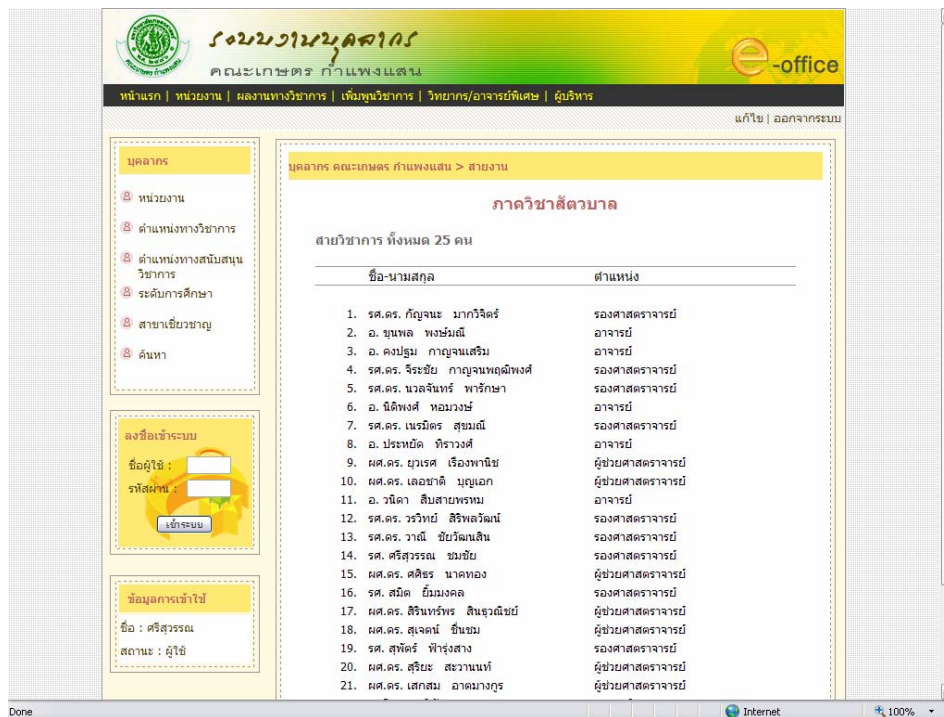 ระบบงานบุคลากร
คณะเกษตร กำแพงแสน
e-office
หน้าแรก | หน่วยงาน | ผลงานทางวิชาการ | เพิ่มพูนวิชาการ | วิทยากร/อาจารย์พิเศษ | ผู้บริหาร
แก้ไข | ออกจากระบบ
บุคลากร
หน่วยงาน
ตำแหน่งทางวิชาการ
ตำแหน่งทางสนับสนุน
วิชาการ
ระดับการศึกษา
สาขาเชี่ยวชาญ
ค้นหา
ลงชื่อเข้าระบบ
ชื่อผู้ใช้ :
รหัสผ่าน :
เข้าระบบ
ข้อมูลการเข้าใช้
ชื่อ : ศรีสุวรรณ
สถานะ : ผู้ใช้
บุคลากร คณะเกษตร กำแพงแสน > สายงาน
ภาควิชาสัตวบาล
สายวิชาการ ทั้งหมด 25 คน
ชื่อ-นามสกุล ตำแหน่ง
1. รศ.ดร. กัญจนะ มากวิจิตร์ รองศาสตราจารย์
2. อ. ขุนพล พงษ์มณี อาจารย์
3. อ. คงปฐม กาญจนเสริม อาจารย์
4. รศ.ดร. จีระชัย กาญจนพฤฒิพงศ์ รองศาสตราจารย์
5. รศ.ดร. นวลจันทร์ พารักษา รองศาสตราจารย์
6. อ. นิติพงศ์ หอมวงษ์ อาจารย์
7. รศ.ดร. เนรมิตร สุขมณี รองศาสตราจารย์
8. อ. ประหยัด ทิราวงศ์ อาจารย์
9. ผศ.ดร. ยุวเรศ เรืองพานิช ผู้ช่วยศาสตราจารย์
10. ผศ.ดร. เลอชาติ บุญเอก ผู้ช่วยศาสตราจารย์
11. อ. วนิดา สืบสายพรหม อาจารย์
12. รศ.ดร. วรวิทย์ สิริพลวัฒน์ รองศาสตราจารย์
13. รศ.ดร. วาณี ชัยวัฒนสิน รองศาสตราจารย์
14. รศ. ศรีสุวรรณ ชมชัย รองศาสตราจารย์
15. ผศ.ดร. ศศิธร นาคทอง ผู้ช่วยศาสตราจารย์
16. รศ. สมิต ยิ้มมงคล รองศาสตราจารย์
17. ผศ.ดร. สิรินทร์พร สินธุวณิชย์ ผู้ช่วยศาสตราจารย์
18. ผศ.ดร. สุเจตน์ ชื่นชม ผู้ช่วยศาสตราจารย์
19. รศ. สุพัตร์ ฟ้ารุ่งสาง รองศาสตราจารย์
20. ผศ.ดร. สุริยะ สะวานนท์ ผู้ช่วยศาสตราจารย์
21. ผศ.ดร. เสกสม อาตมางกูร ผู้ช่วยศาสตราจารย์
Done Internet 100%